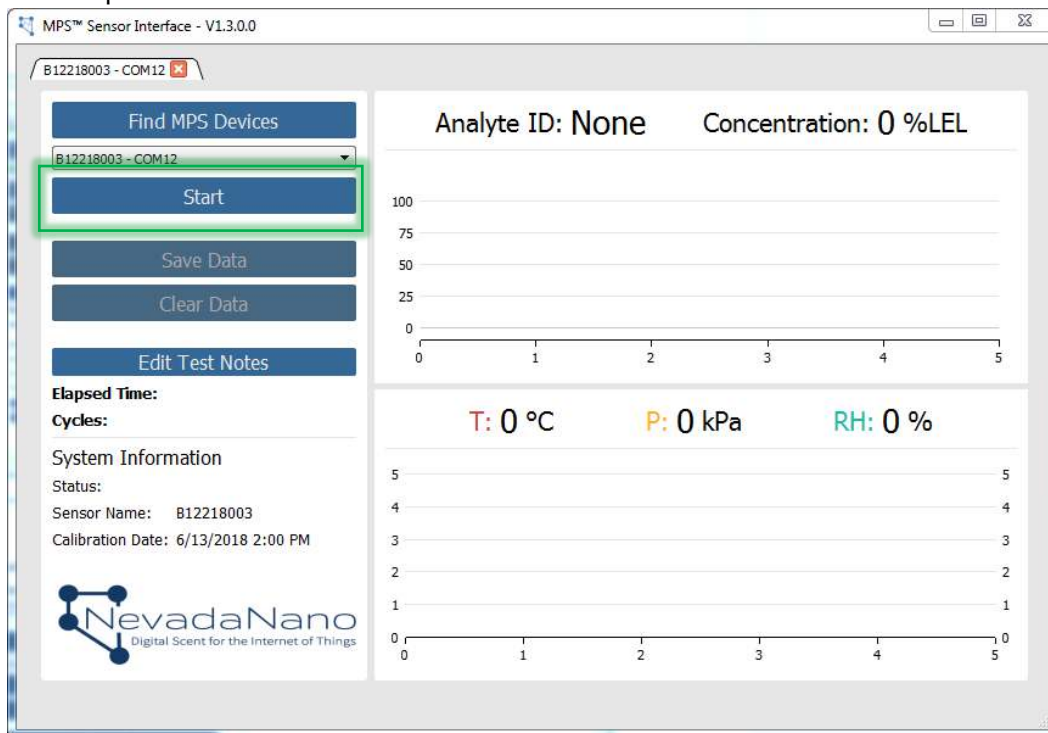 MPS™ Sensor Interface - V1.3.0.0
B12218003 - COM12
Find MPS Devices
B12218003 - COM12
Start
Save Data
Clear Data
Edit Test Notes
Elapsed Time:
Cycles:
System Information
Status:
Sensor Name: B12218003
Calibration Date: 6/13/2018 2:00 PM
NevadaNano
Digital Scent for the Internet of Things
Analyte ID: None Concentration: 0 %LEL
100
75
50
25
0
0 1 2 3 4 5
T: 0 °C P: 0 kPa RH: 0 %
5 5
4 4
3 3
2 2
1 1
0 0
0 1 2 3 4 5